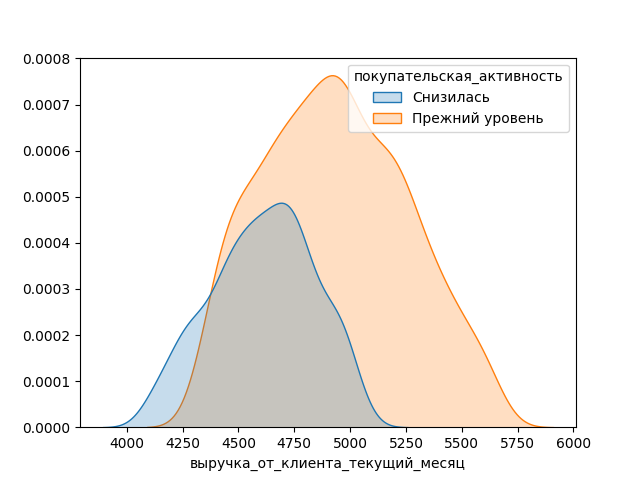 0.0008
0.0007
0.0006
0.0005
0.0004
0.0003
0.0002
0.0001
0.0000
покупательская_активность
Снизилась
Прежний уровень
4000 4250 4500 4750 5000 5250 5500 5750 6000
выручка_от_клиента_текущий_месяц